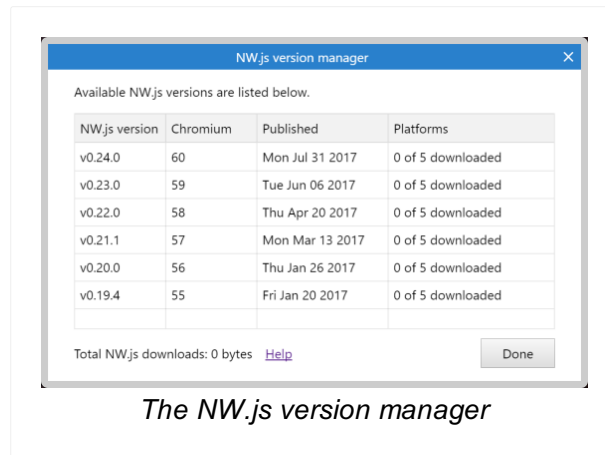 NW.js version manager
Available NW.js versions are listed below.
NW.js version Chromium Published Platforms
v0.24.0 60 Mon Jul 31 2017 0 of 5 downloaded
v0.23.0 59 Tue Jun 06 2017 0 of 5 downloaded
v0.22.0 58 Thu Apr 20 2017 0 of 5 downloaded
v0.21.1 57 Mon Mar 13 2017 0 of 5 downloaded
v0.20.0 56 Thu Jan 26 2017 0 of 5 downloaded
v0.19.4 55 Fri Jan 20 2017 0 of 5 downloaded
Total NW.js downloads: 0 bytes Help Done
The NW.js version manager